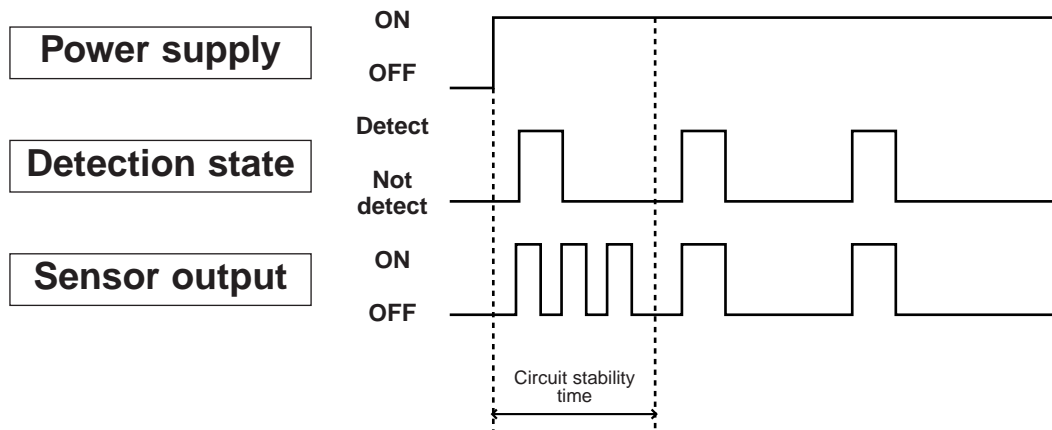 Power supply
ON
OFF
Detection state
Detect
Not
detect
Sensor output
ON
OFF
Circuit stability
time